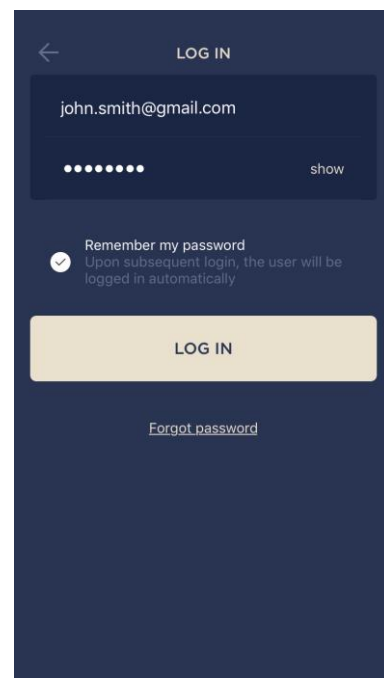 LOG IN
john.smith@gmail.com
●●●●●●●● show
Remember my password
Upon subsequent login, the user will be
logged in automatically
LOG IN
Forgot password